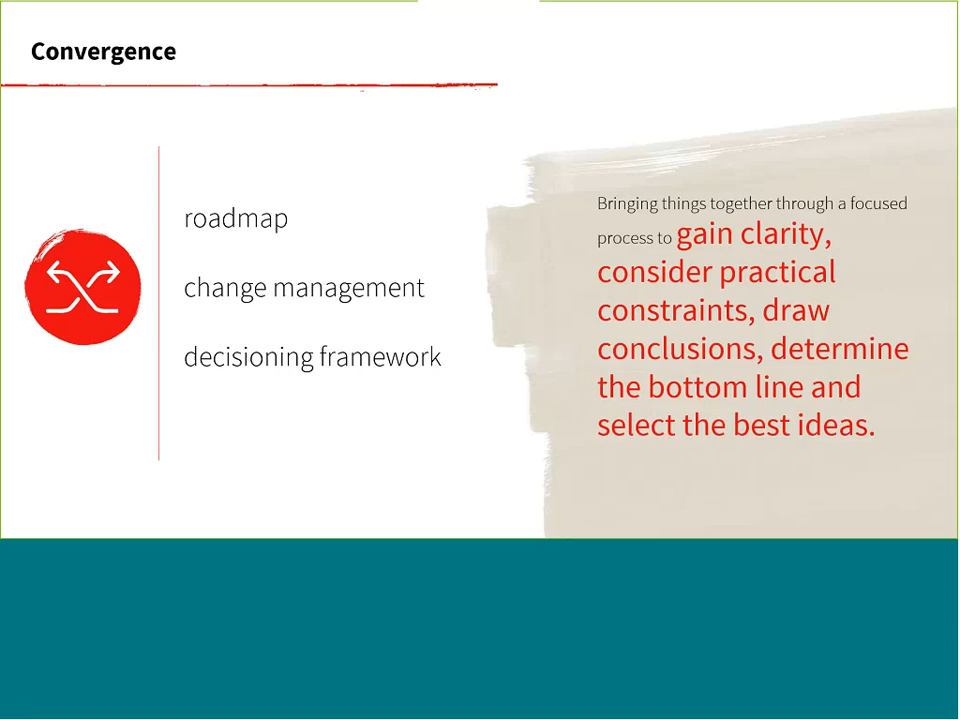 Convergence
roadmap
change management
decisioning framework
Bringing things together through a focused
process to gain clarity,
consider practical
constraints, draw
conclusions, determine
the bottom line and
select the best ideas.